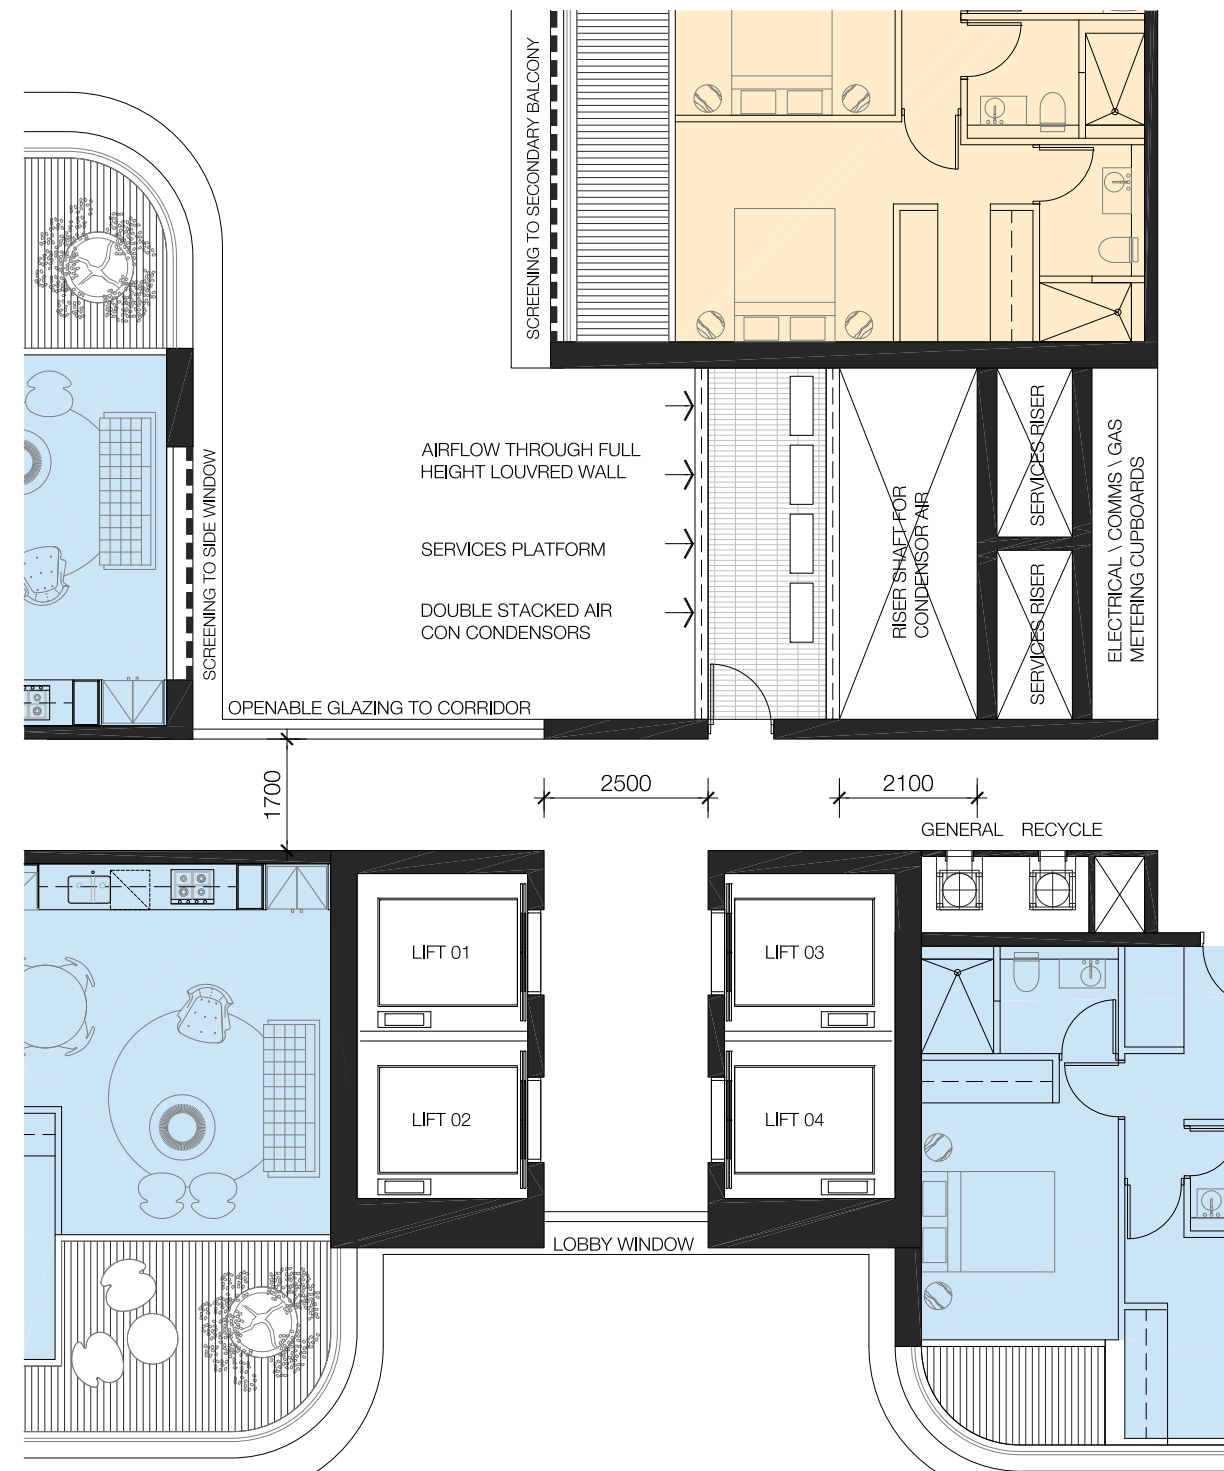 SCREENING TO SECONDARY BALCONY
AIRFLOW THROUGH FULL
HEIGHT LOUVRED WALL
SERVICES PLATFORM
DOUBLE STACKED AIR
CON CONDENSORS
SCREENING TO SIDE WINDOW
OPENABLE GLAZING TO CORRIDOR
RISER SHAFT FOR
CONDENSOR AIR
SERVICES RISER
SERVICES RISER
ELECTRICAL \ COMMS \ GAS
METERING CUPBOARDS
1700
2500
2100
GENERAL RECYCLE
LIFT 01
LIFT 03
LIFT 02
LIFT 04
LOBBY WINDOW